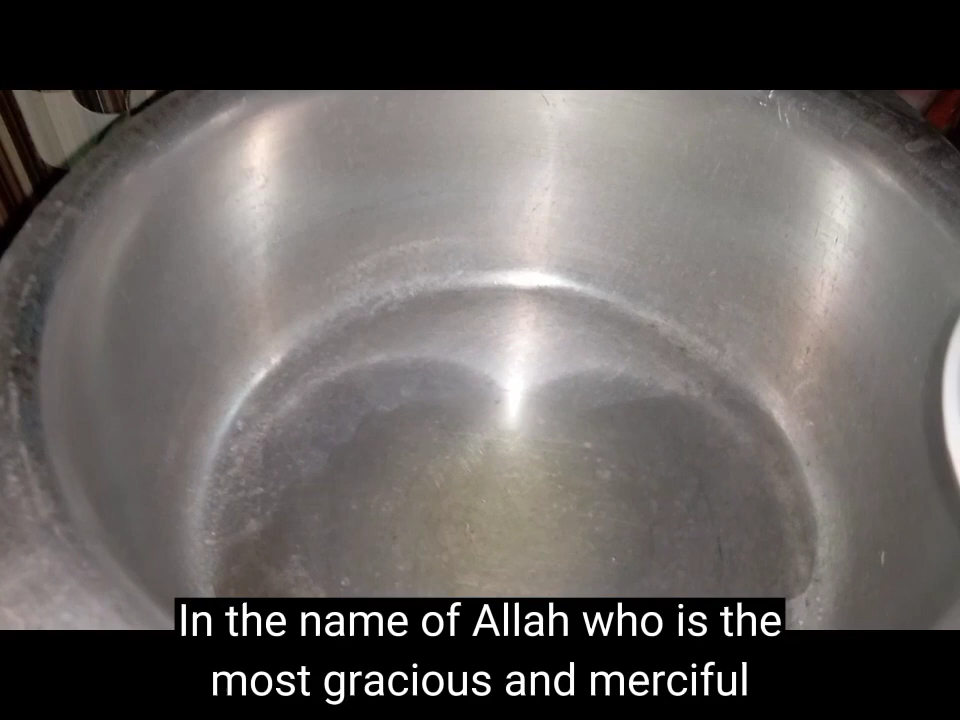 In the name of Allah who is the
most gracious and merciful